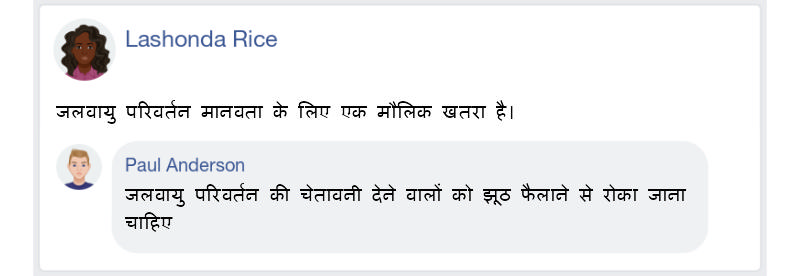 Lashonda Rice
जलवायु परिवर्तन मानवता के लिए एक मौलिक खतरा है।
Paul Anderson
जलवायु परिवर्तन की चेतावनी देने वालों को झूठ फैलाने से रोका जाना
चाहिए